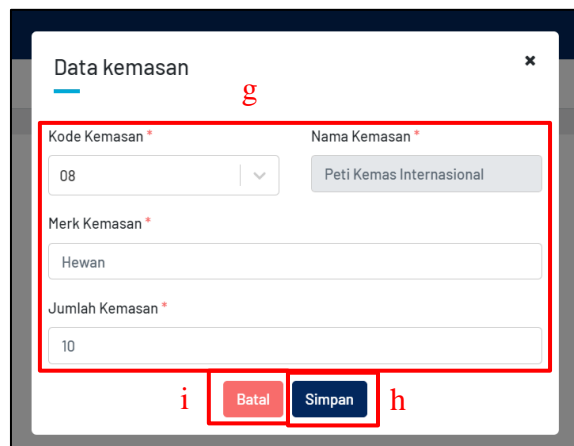 Data kemasan
×
g
Kode Kemasan * Nama Kemasan *
08 Peti Kemas Internasional
Merk Kemasan *
Hewan
Jumlah Kemasan *
10
i Batal Simpan h